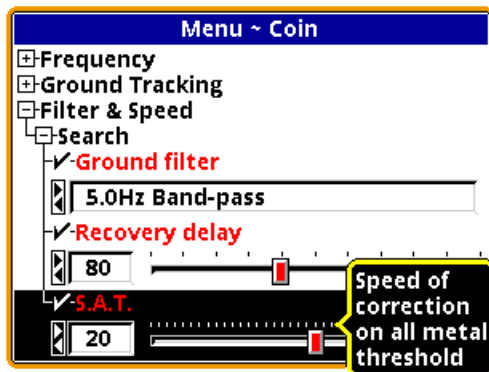 Menu ~ Coin
Frequency
Ground Tracking
Filter & Speed
Search
Ground filter
5.0Hz Band-pass
Recovery delay
80
S.A.T.
20
Speed of
correction
on all metal
threshold